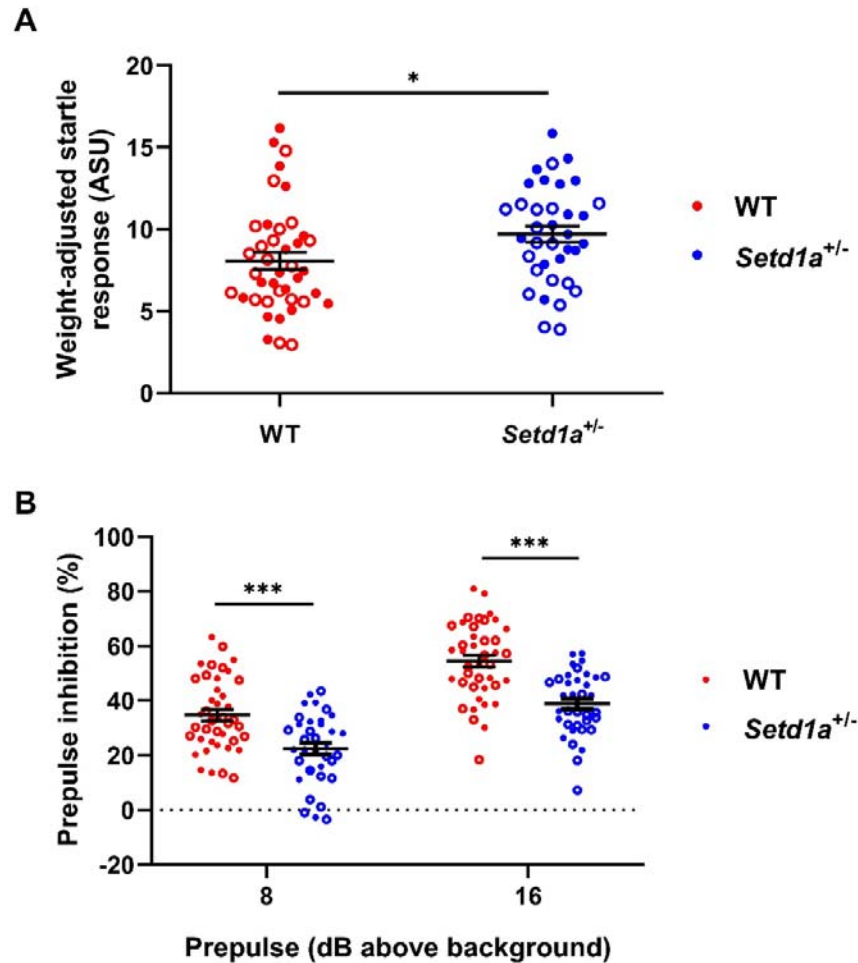 A
Weight-adjusted startle
response (ASU)
20
15
10
5
0
*
WT
Setd1a+/-
WT
Setd1a+/-
B
Prepulse inhibition (%)
100
80
60
40
20
0
-20
***
***
8
16
Prepulse (dB above background)
WT
Setd1a+/-